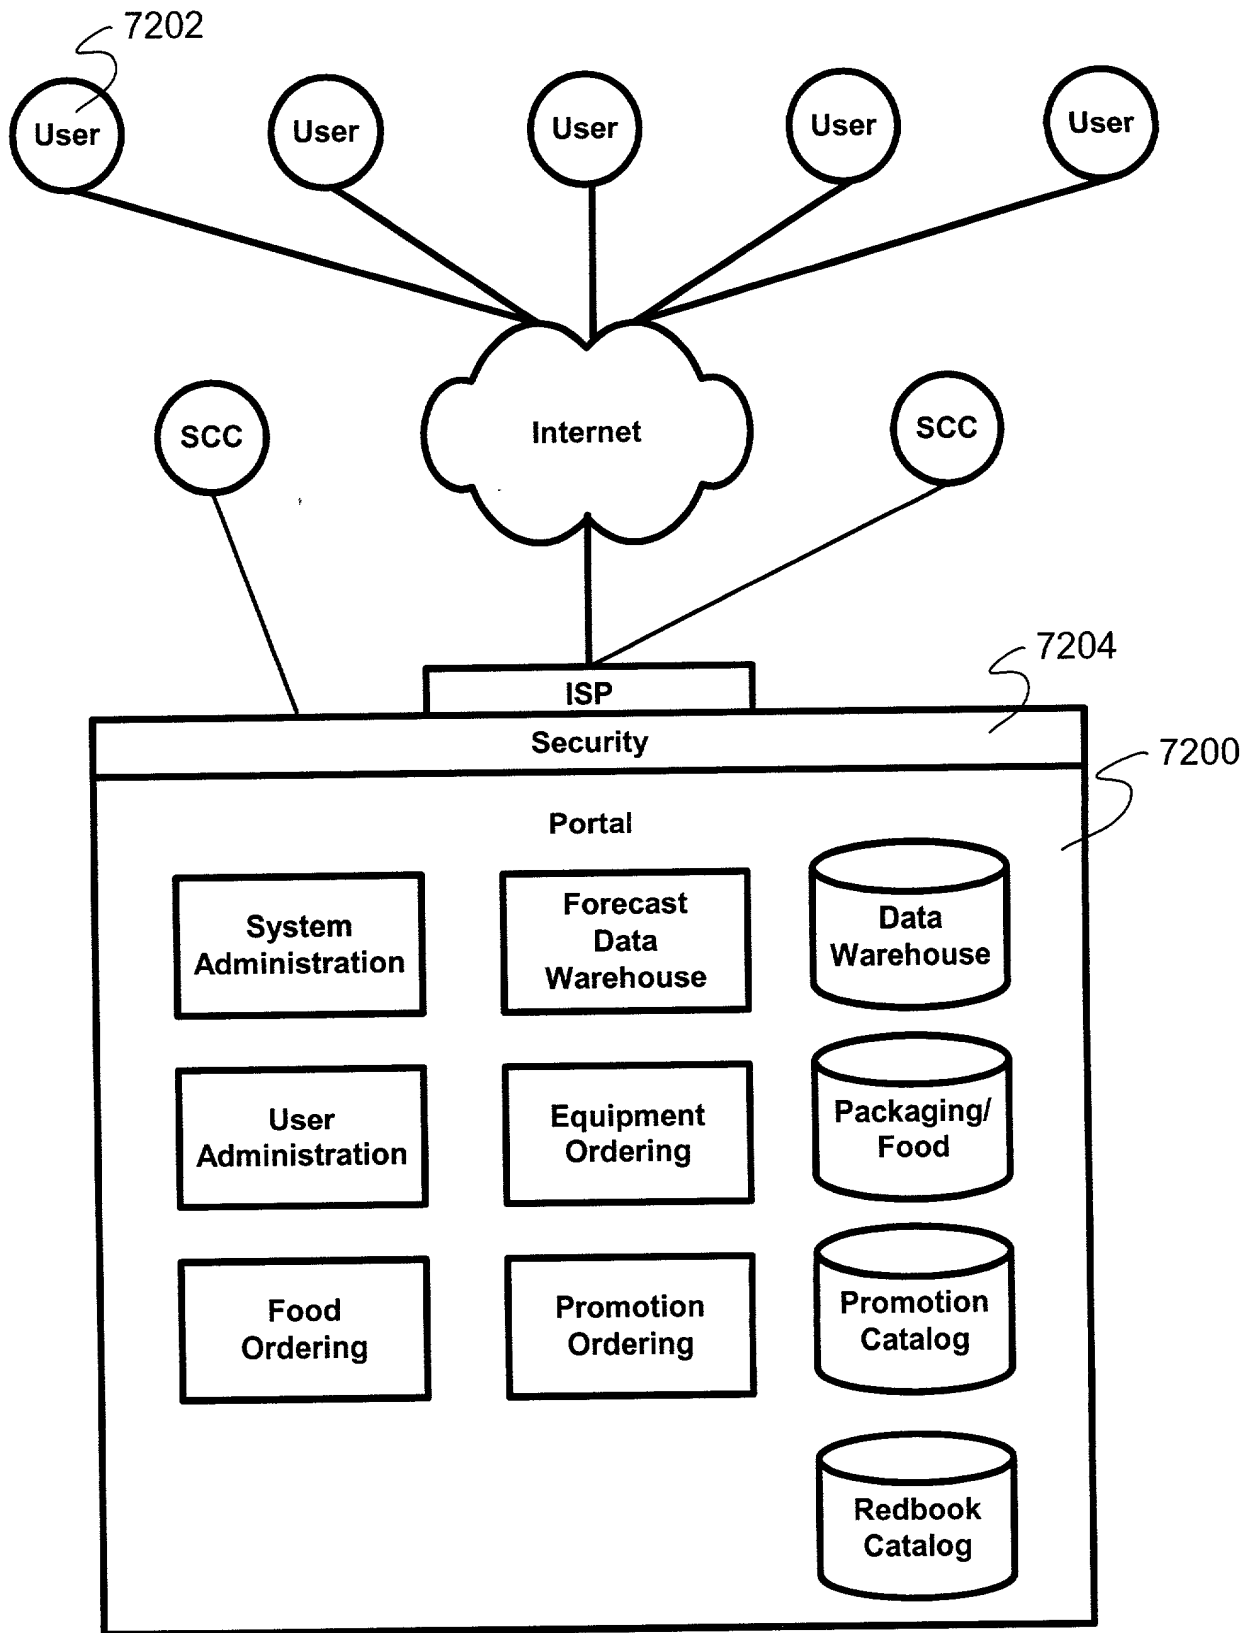 7202
User
User
User
User
User
SCC
Internet
SCC
ISP
7204
Security
7200
Portal
System
Administration
Forecast
Data
Warehouse
Data
Warehouse
User
Administration
Equipment
Ordering
Packaging/
Food
Food
Ordering
Promotion
Ordering
Promotion
Catalog
Redbook
Catalog